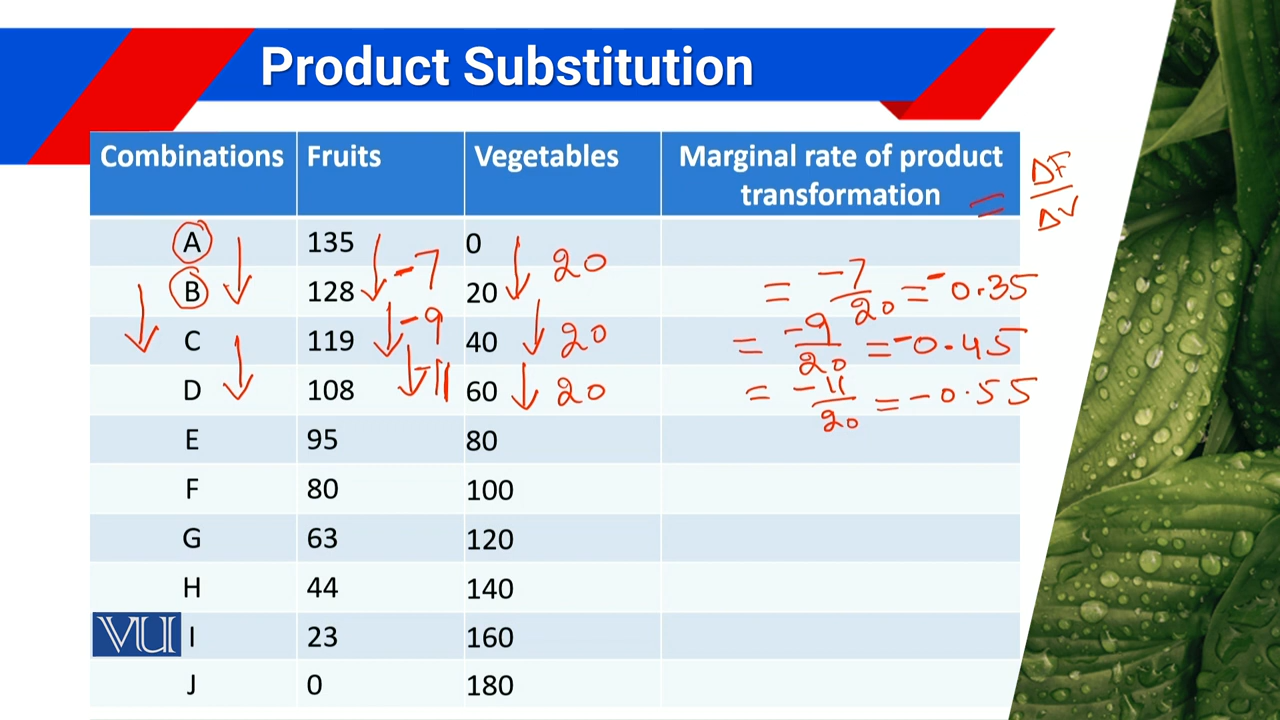 Product Substitution
Combinations Fruits Vegetables Marginal rate of product transformation = ΔF/ΔV
A 135 0
-7 20
B 128 20 = -7/20 = -0.35
-9 20
C 119 40 = -9/20 = -0.45
-11 20
D 108 60 = -11/20 = -0.55
E 95 80
F 80 100
G 63 120
H 44 140
VU I 23 160
J 0 180